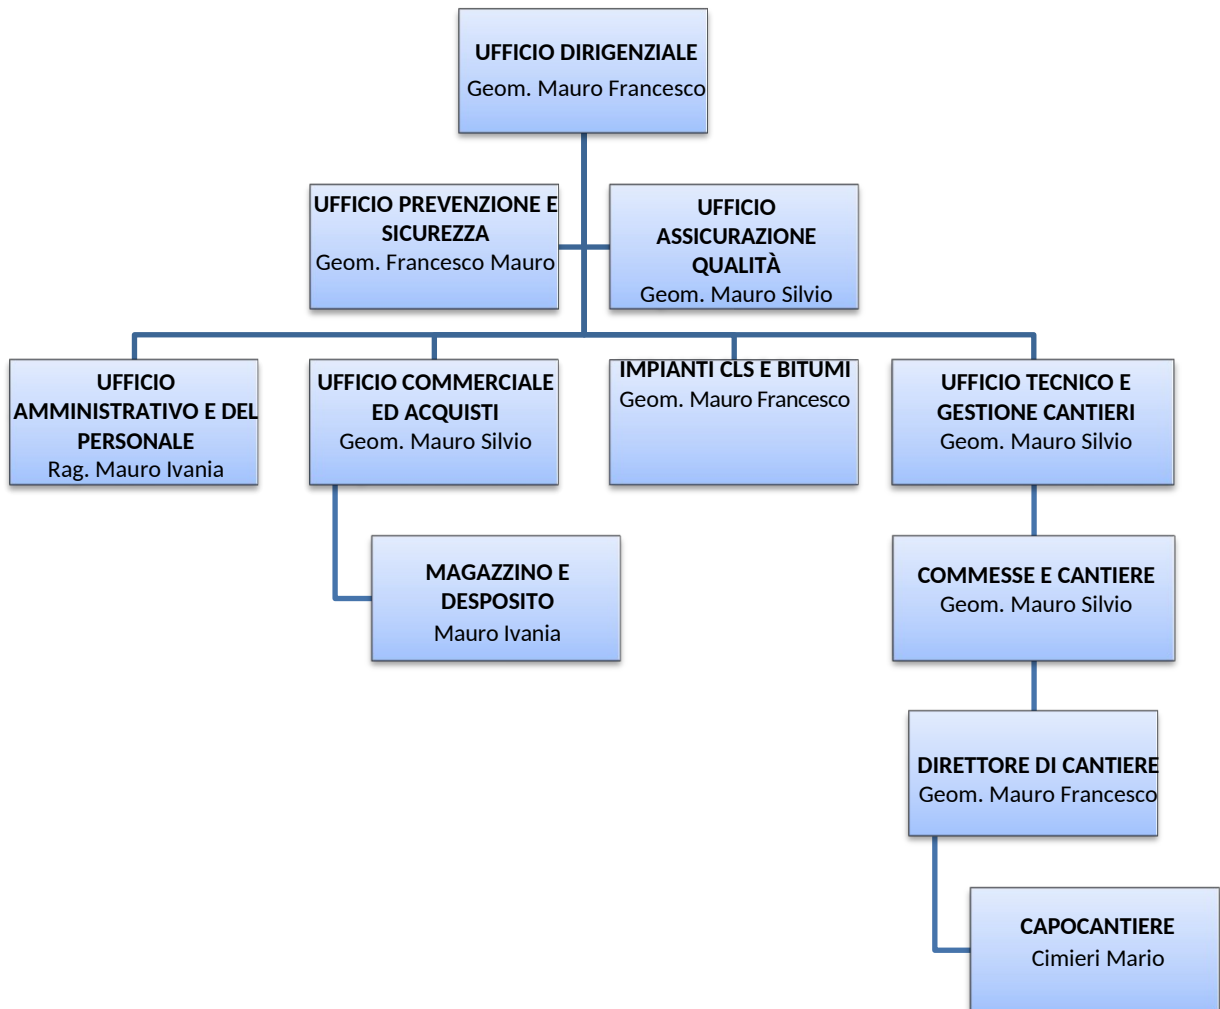 UFFICIO DIRIGENZIALE
Geom. Mauro Francesco
UFFICIO PREVENZIONE E
SICUREZZA
Geom. Francesco Mauro
UFFICIO
ASSICURAZIONE
QUALITÀ
Geom. Mauro Silvio
UFFICIO
AMMINISTRATIVO E DEL
PERSONALE
Rag. Mauro Ivania
UFFICIO COMMERCIALE
ED ACQUISTI
Geom. Mauro Silvio
IMPIANTI CLS E BITUMI
Geom. Mauro Francesco
UFFICIO TECNICO E
GESTIONE CANTIERI
Geom. Mauro Silvio
MAGAZZINO E
DESPOSITO
Mauro Ivania
COMMESSE E CANTIERE
Geom. Mauro Silvio
DIRETTORE DI CANTIERE
Geom. Mauro Francesco
CAPOCANTIERE
Cimieri Mario